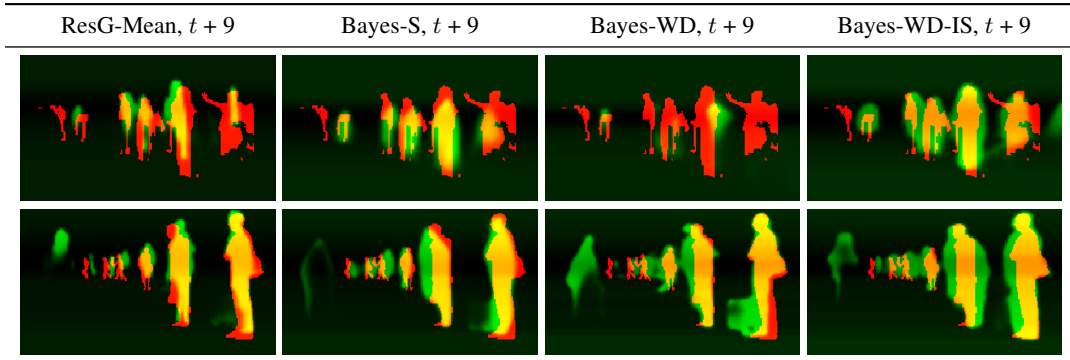 ResG-Mean, t + 9 Bayes-S, t + 9 Bayes-WD, t + 9 Bayes-WD-IS, t + 9